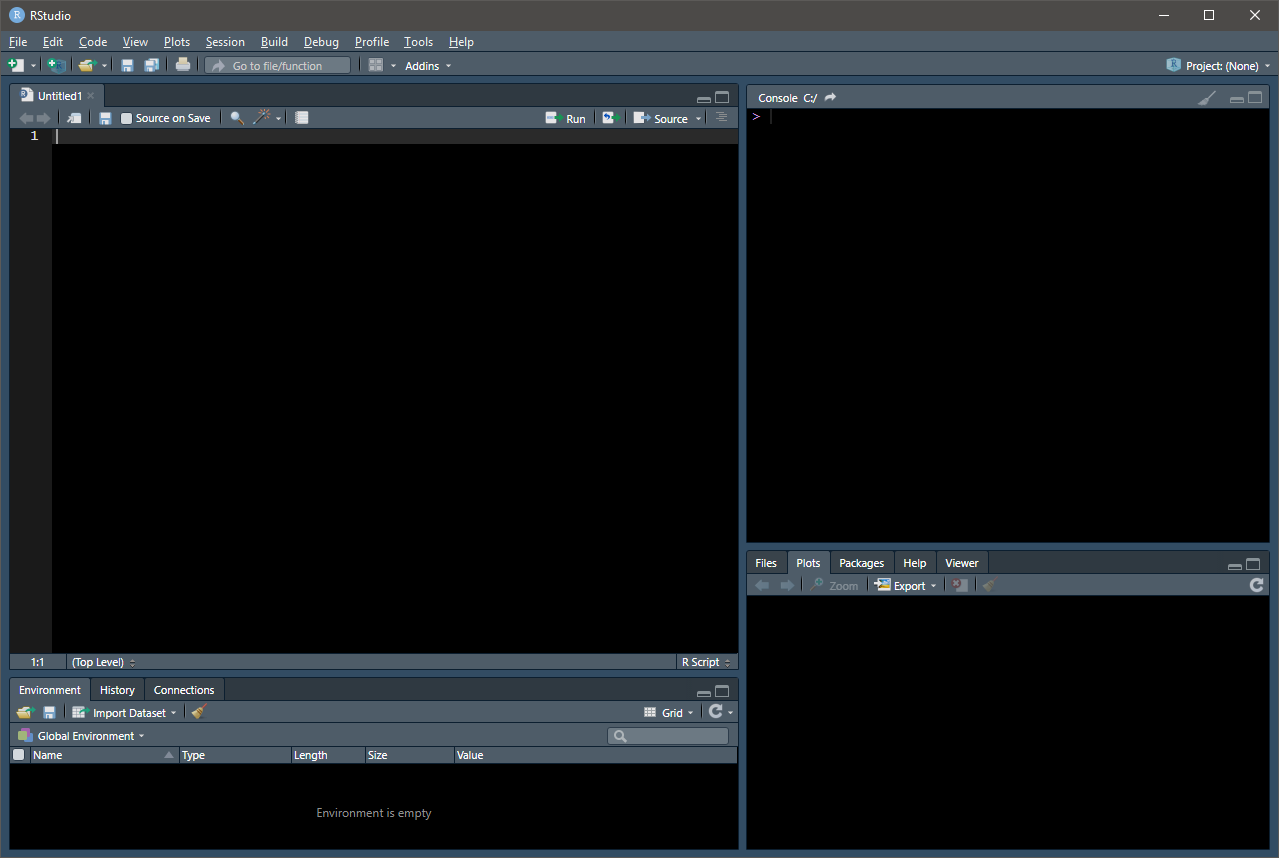 RStudio
File Edit Code View Plots Session Build Debug Profile Tools Help
Go to file/function Addins Project: (None)
Untitled1
Source on Save Run Source
1
1:1 (Top Level) R Script
Console C:/
>
Environment History Connections
Import Dataset Grid
Global Environment
Name Type Length Size Value
Environment is empty
Files Plots Packages Help Viewer
Zoom Export